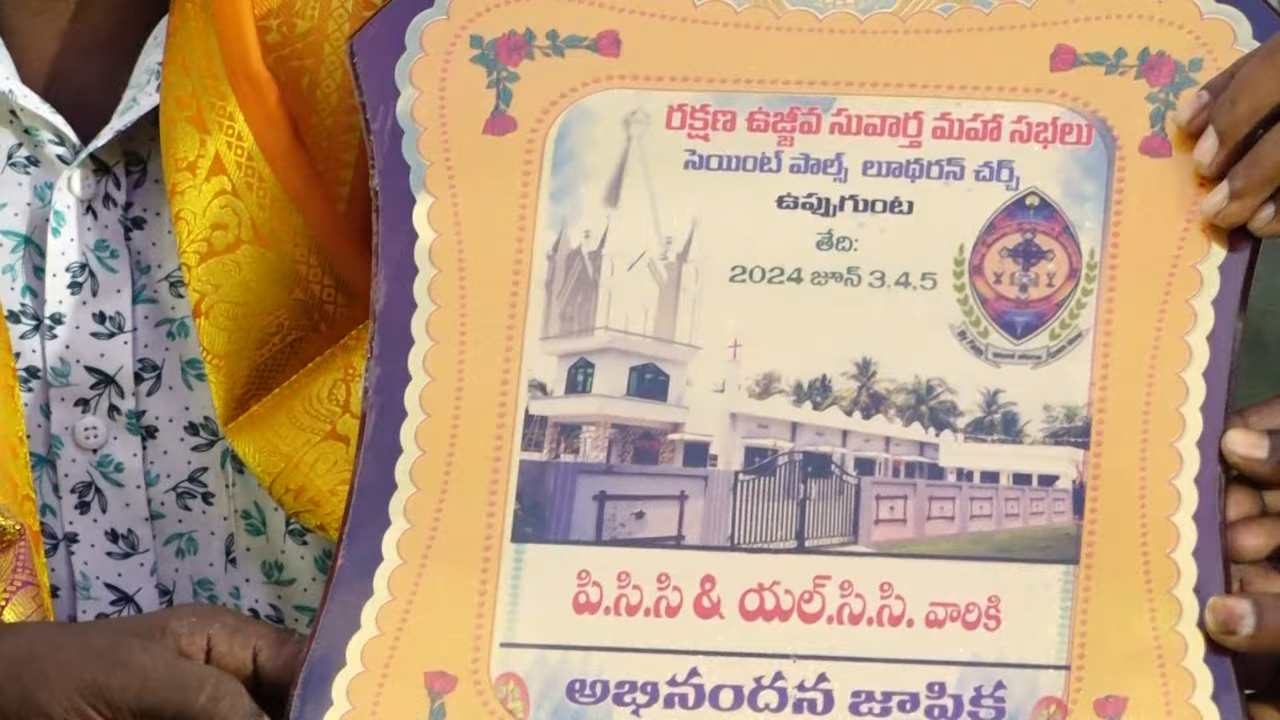 రక్షణ ఉజ్జీవ సువార్త మహా సభలు
సెయింట్ పాల్స్ లూథరన్ చర్చ్
ఉప్పుగుంట
తేది:
2024 జూన్ 3.4.5
పి.సి.సి & యల్.సి.సి. వారికి
అభినందన జాపిక